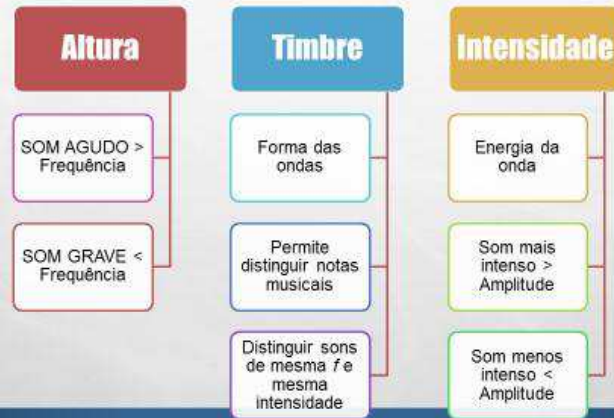 Altura
SOM AGUDO >
Frequência
SOM GRAVE <
Frequência
Timbre
Forma das
ondas
Permite
distinguir notas
musicais
Distinguir sons
de mesma f e
mesma
intensidade
Intensidade
Energia da
onda
Som mais
intenso >
Amplitude
Som menos
intenso <
Amplitude